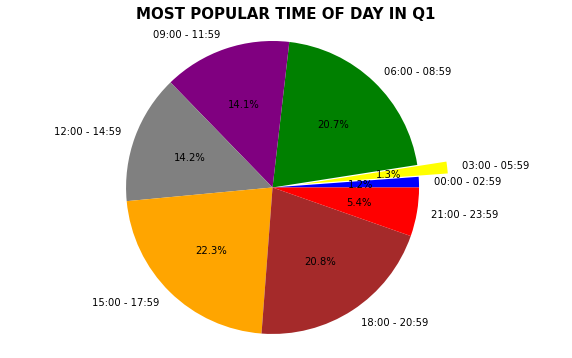 MOST POPULAR TIME OF DAY IN Q1
09:00 - 11:59
06:00 - 08:59
14.1%
20.7%
12:00 - 14:59
14.2%
03:00 - 05:59
1.3%
00:00 - 02:59
1.2%
5.4%
21:00 - 23:59
22.3%
20.8%
15:00 - 17:59
18:00 - 20:59